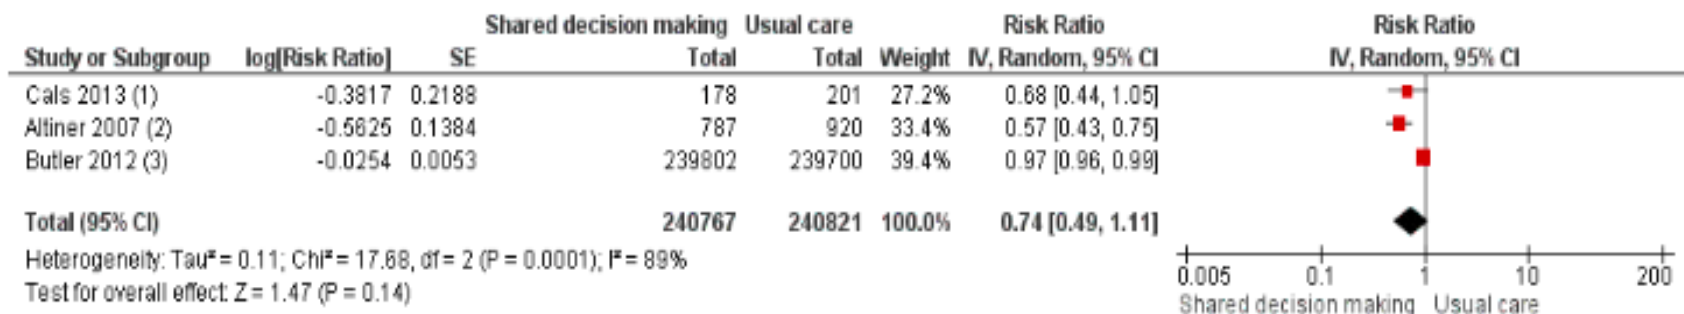 Shared decision making Usual care Risk Ratio Risk Ratio
Study or Subgroup log[Risk Ratio] SE Total Total Weight IV, Random, 95% CI IV, Random, 95% CI
Cals 2013 (1) -0.3817 0.2188 178 201 27.2% 0.68 [0.44, 1.05]
Altiner 2007 (2) -0.5625 0.1384 787 920 33.4% 0.57 [0.43, 0.75]
Butler 2012 (3) -0.0254 0.0053 239802 239700 39.4% 0.97 [0.96, 0.99]
Total (95% CI) 240767 240821 100.0% 0.74 [0.49, 1.11]
Heterogeneity: Tau² = 0.11; Chi² = 17.68, df = 2 (P = 0.0001); I² = 89%
Test for overall effect: Z = 1.47 (P = 0.14)
0.005 0.1 1 10 200
Shared decision making Usual care